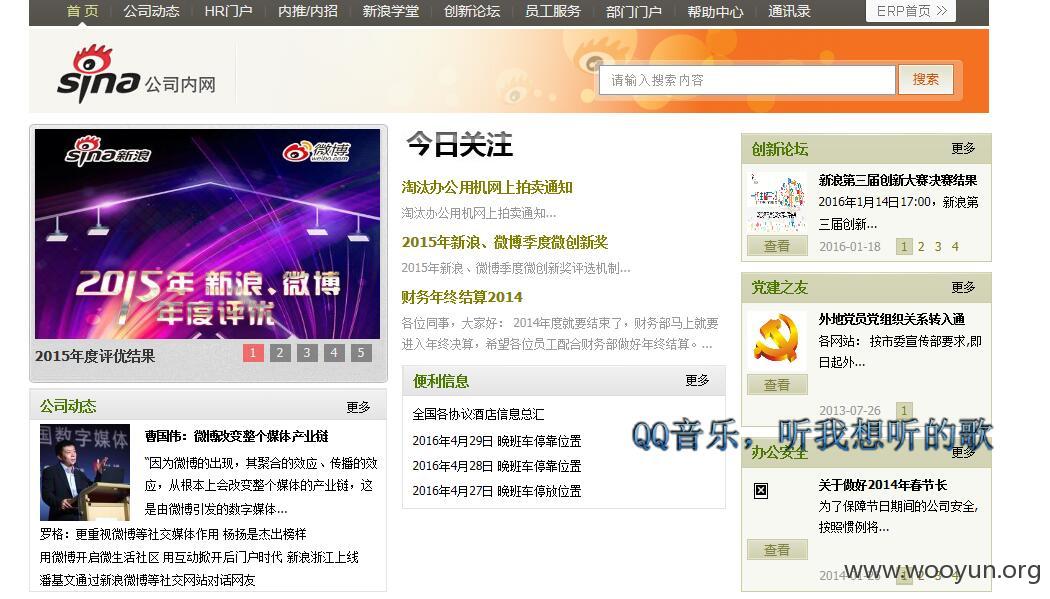 首 页 公司动态 HR门户 内推/内招 新浪学堂 创新论坛 员工服务 部门门户 帮助中心 通讯录 ERP首页 >>
sina 公司内网
请输入搜索内容 搜索
sina新浪 微博 weibo.com
2015年 新浪、微博
年度评优
2015年度评优结果 1 2 3 4 5
公司动态 更多
国数字媒体
曹国伟：微博改变整个媒体产业链
“因为微博的出现，其聚合的效应、传播的效
应，从根本上会改变整个媒体的产业链，这
是由微博引发的数字媒体...
罗格：更重视微博等社交媒体作用 杨扬是杰出榜样
用微博开启微生活社区 用互动掀开后门户时代 新浪浙江上线
潘基文通过新浪微博等社交网站对话网友
今日关注
淘汰办公用机网上拍卖通知
淘汰办公用机网上拍卖通知...
2015年新浪、微博季度微创新奖
2015年新浪、微博季度微创新奖评选机制...
财务年终结算2014
各位同事，大家好： 2014年度就要结束了，财务部马上就要
进入年终决算，希望各位员工配合财务部做好年终结算。...
便利信息 更多
全国各协议酒店信息总汇
2016年4月29日 晚班车停靠位置
2016年4月28日 晚班车停靠位置
2016年4月27日 晚班车停放位置
创新论坛 更多
新浪第三届创新大赛决赛结果
2016年1月14日17:00，新浪第
三届创新...
查看 2016-01-18 1 2 3 4
党建之友 更多
外地党员党组织关系转入通
各网站： 按市委宣传部要求,即
日起外...
查看
2013-07-26 1
QQ音乐，听我想听的歌
办公安全 更多
关于做好2014年春节长
为了保障节日期间的公司安全,
按照惯例将...
查看
www.wooyun.org